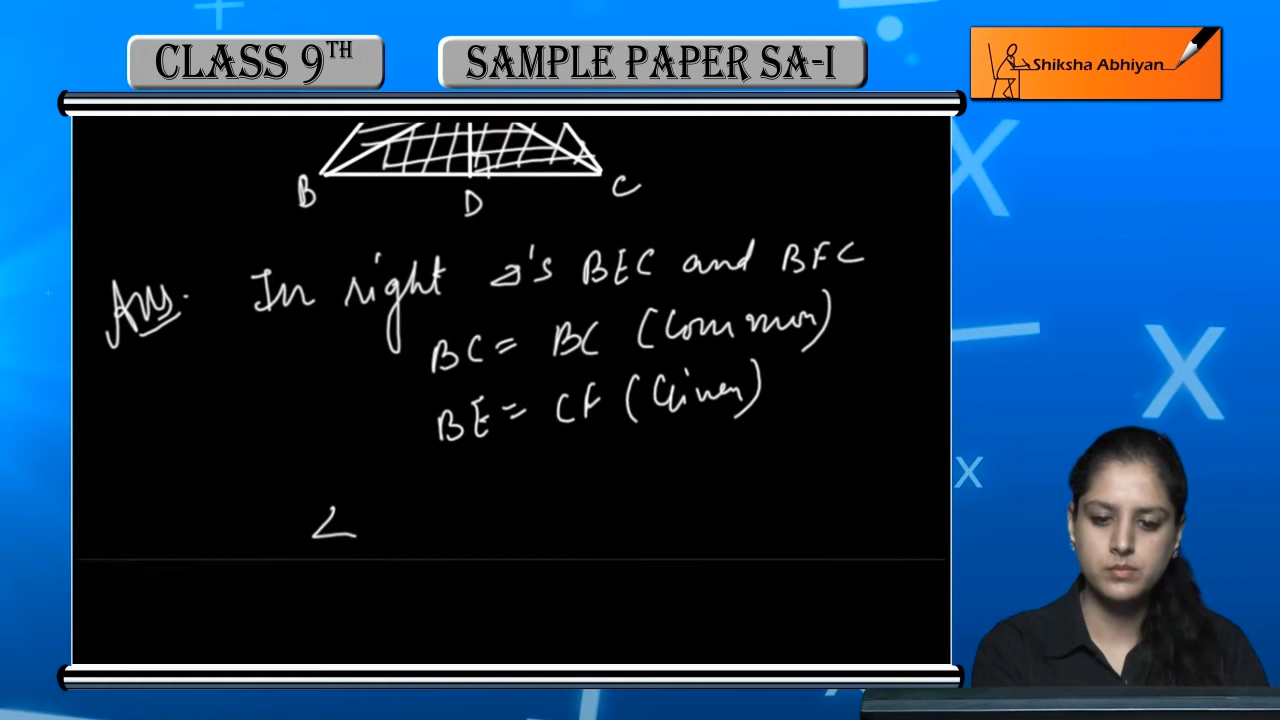 CLASS 9TH
SAMPLE PAPER SA-I
Shiksha Abhiyan
B
D
C
Ans. In right △'s BEC and BFC
BC = BC (Common)
BE = CF (Given)
∠
X
X
X